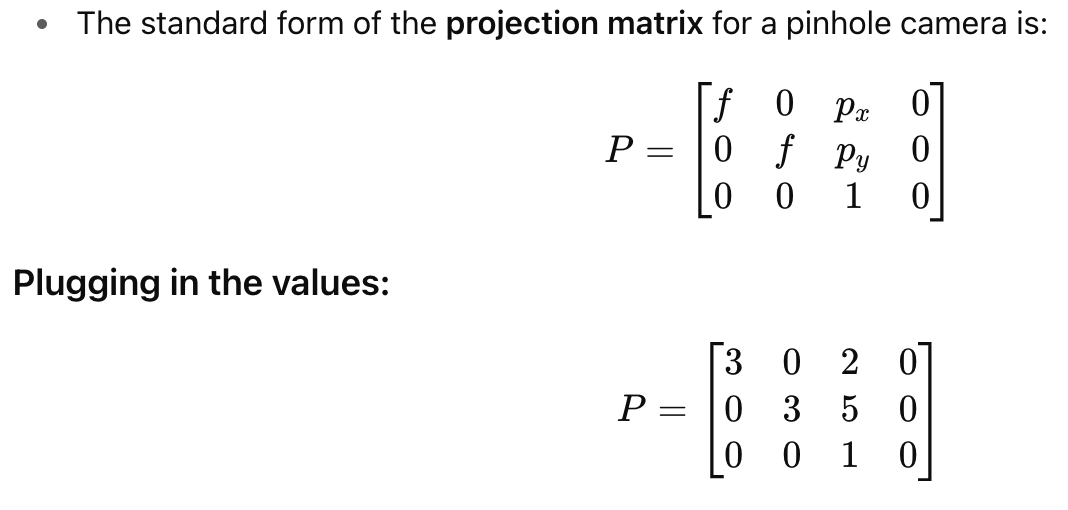 • The standard form of the projection matrix for a pinhole camera is:
P = [f 0 pₓ 0
0 f p_y 0
0 0 1 0]
Plugging in the values:
P = [3 0 2 0
0 3 5 0
0 0 1 0]